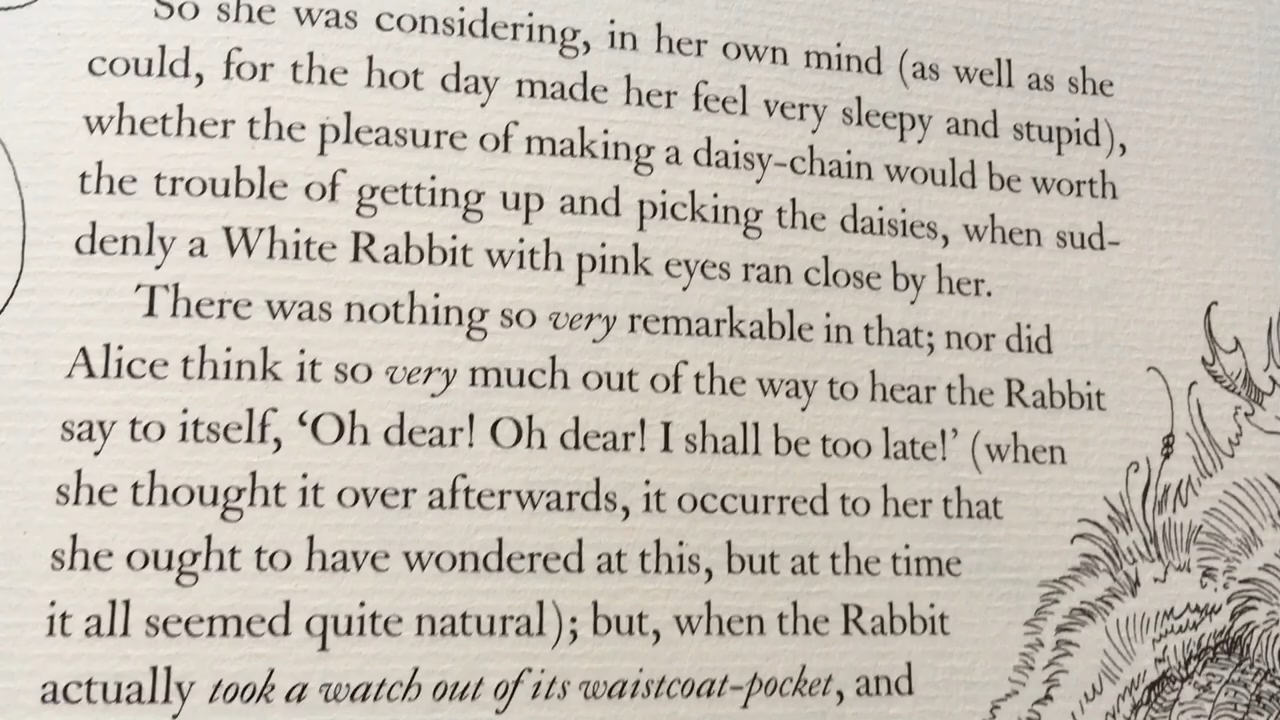 So she was considering, in her own mind (as well as she
could, for the hot day made her feel very sleepy and stupid),
whether the pleasure of making a daisy-chain would be worth
the trouble of getting up and picking the daisies, when sud-
denly a White Rabbit with pink eyes ran close by her.
There was nothing so very remarkable in that; nor did
Alice think it so very much out of the way to hear the Rabbit
say to itself, ‘Oh dear! Oh dear! I shall be too late!’ (when
she thought it over afterwards, it occurred to her that
she ought to have wondered at this, but at the time
it all seemed quite natural); but, when the Rabbit
actually took a watch out of its waistcoat-pocket, and